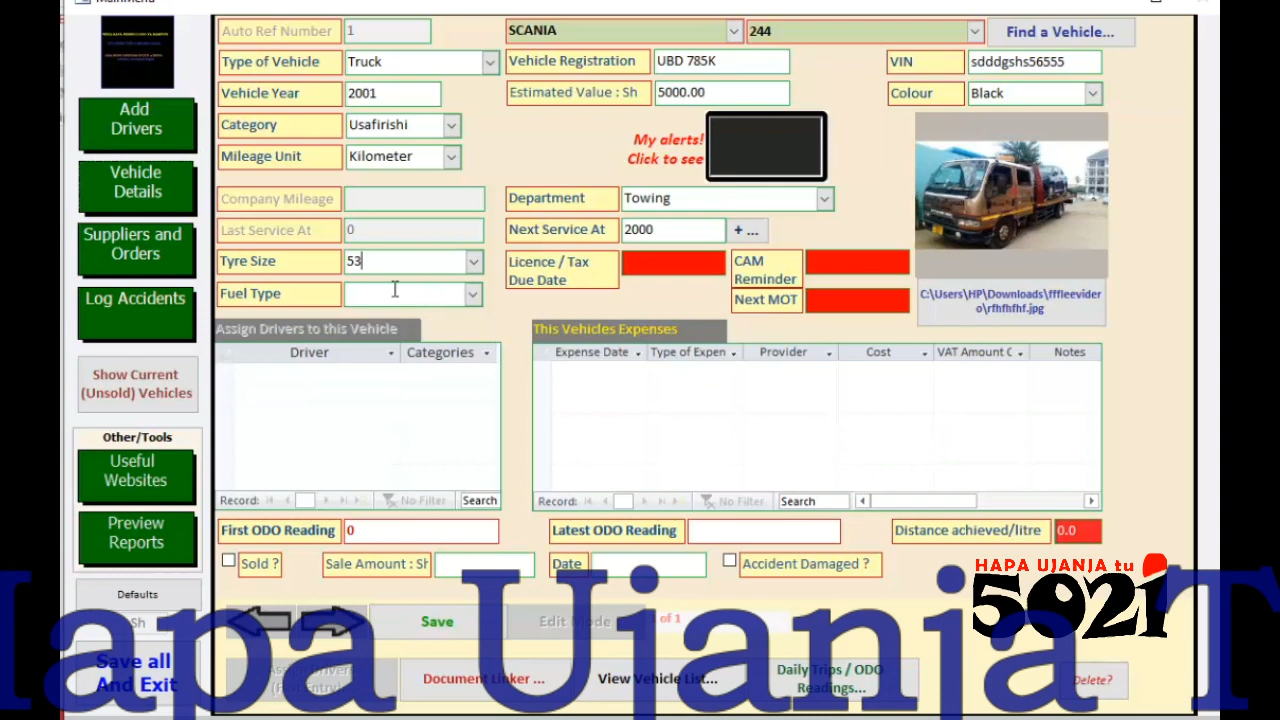 MainMenu
Auto Ref Number 1 SCANIA 244 Find a Vehicle...
Type of Vehicle Truck Vehicle Registration UBD 785K VIN sdddgshs56555
Vehicle Year 2001 Estimated Value : Sh 5000.00 Colour Black
Category Usafirishi
Mileage Unit Kilometer
My alerts!
Click to see
Company Mileage Department Towing
Last Service At 0 Next Service At 2000 + ...
Tyre Size 53 Licence / Tax
Due Date
CAM
Reminder
Fuel Type Next MOT
C:\Users\HP\Downloads\fffleevider
o\rfhfhfhf.jpg
Add
Drivers
Vehicle
Details
Suppliers and
Orders
Log Accidents
Show Current
(Unsold) Vehicles
Other/Tools
Useful
Websites
Preview
Reports
Defaults
Sh
Save all
And Exit
Assign Drivers to this Vehicle
Driver Categories
Record: No Filter Search
This Vehicles Expenses
Expense Date Type of Expen Provider Cost VAT Amount C Notes
Record: No Filter Search
First ODO Reading 0 Latest ODO Reading Distance achieved/litre 0.0
Sold ? Sale Amount : Sh Date Accident Damaged ?
Save Edit Mode 1 of 1
Document Linker ... View Vehicle List... Daily Trips / ODO
Readings...
Delete?
HAPA UJANJA tu
5021
Hapa Ujanja T